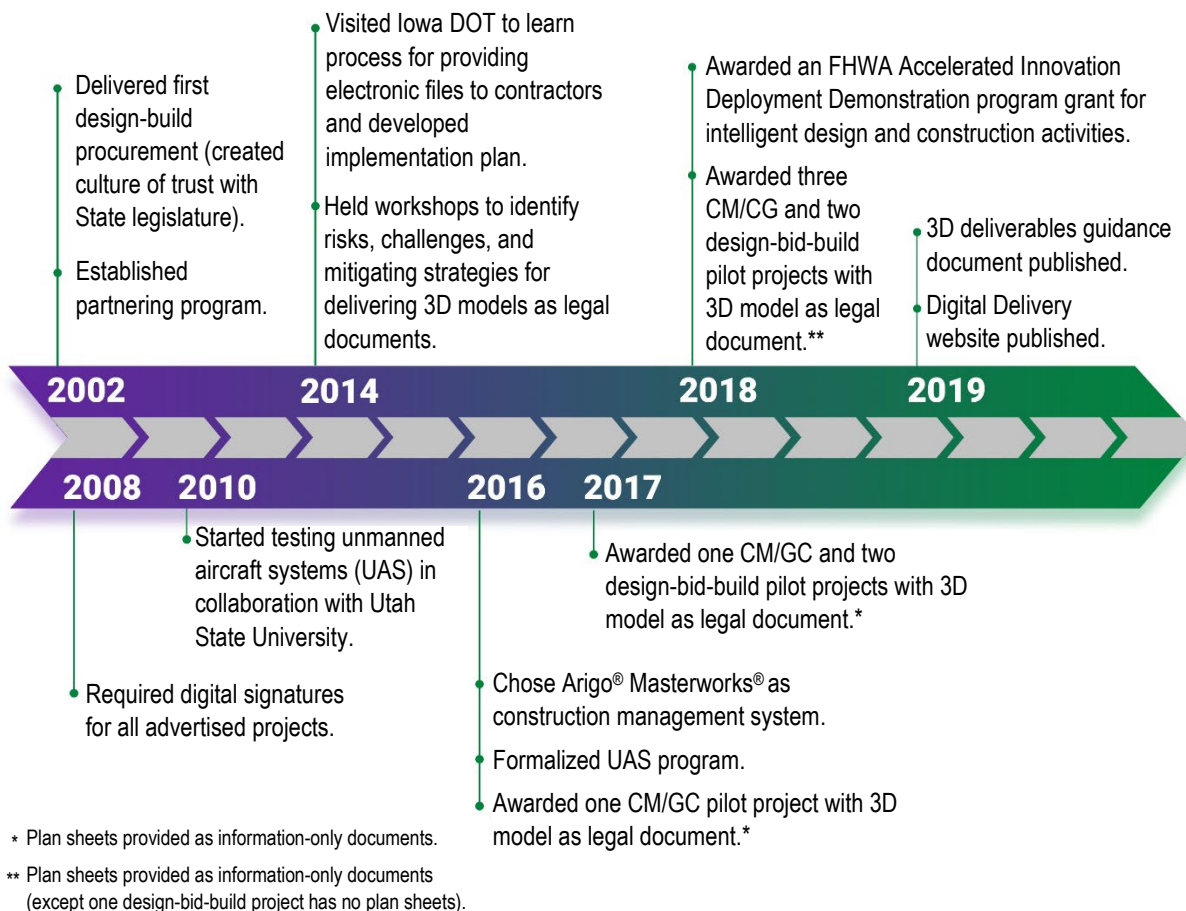 Delivered first
design-build
procurement (created
culture of trust with
State legislature).
Established
partnering program.
Visited Iowa DOT to learn
process for providing
electronic files to contractors
and developed
implementation plan.
Held workshops to identify
risks, challenges, and
mitigating strategies for
delivering 3D models as legal
documents.
Awarded an FHWA Accelerated Innovation
Deployment Demonstration program grant for
intelligent design and construction activities.
Awarded three
CM/CG and two
design-bid-build
pilot projects with
3D model as legal
document.**
3D deliverables guidance
document published.
Digital Delivery
website published.
2002
2014
2018
2019
2008
2010
2016
2017
Started testing unmanned
aircraft systems (UAS) in
collaboration with Utah
State University.
Required digital signatures
for all advertised projects.
Awarded one CM/GC and two
design-bid-build pilot projects with 3D
model as legal document.*
Chose Arigo® Masterworks® as
construction management system.
Formalized UAS program.
Awarded one CM/GC pilot project with 3D
model as legal document.*
* Plan sheets provided as information-only documents.
** Plan sheets provided as information-only documents
(except one design-bid-build project has no plan sheets).